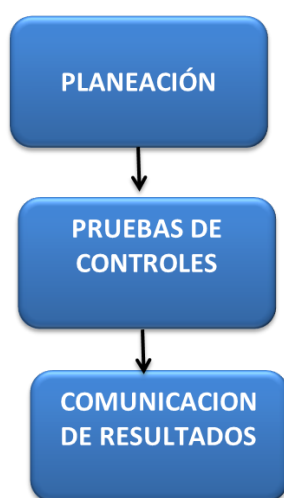 PLANEACIÓN
PRUEBAS DE
CONTROLES
COMUNICACION
DE RESULTADOS